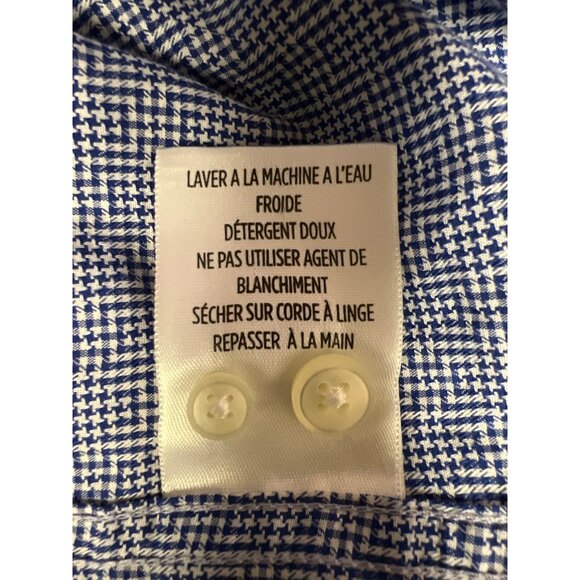 LAVER A LA MACHINE A L'EAU
FROIDE
DÉTERGENT DOUX
NE PAS UTILISER AGENT DE
BLANCHIMENT
SÉCHER SUR CORDE À LINGE
REPASSER À LA MAIN